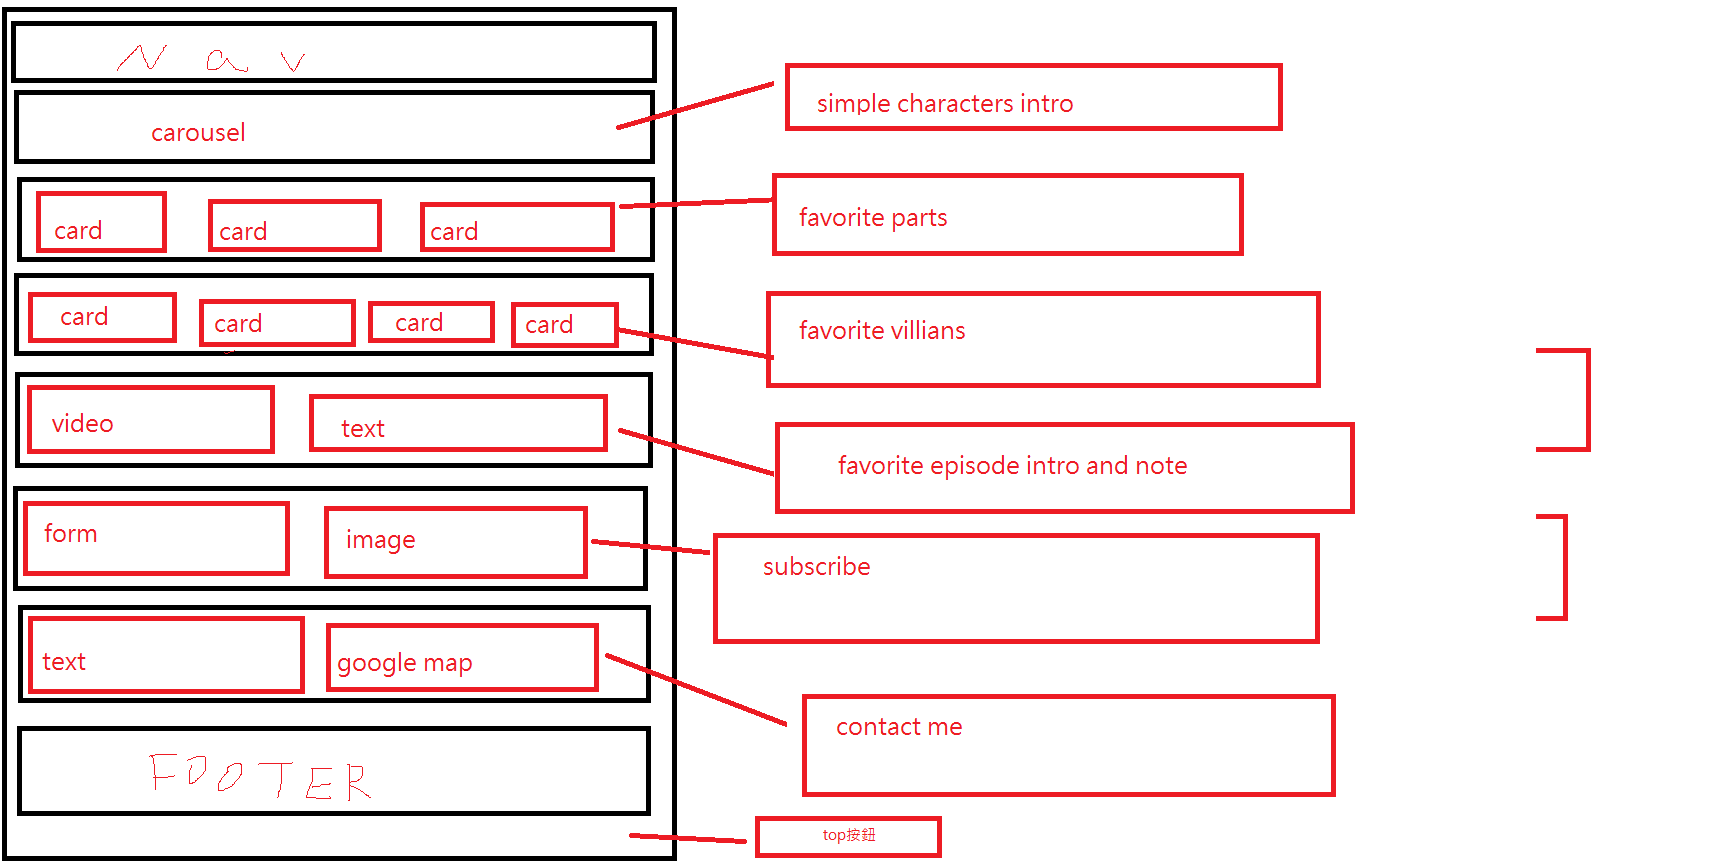 Nav
carousel
simple characters intro
card card card
favorite parts
card card card card
favorite villians
video text
favorite episode intro and note
form image
subscribe
text google map
contact me
FOOTER
top按鈕